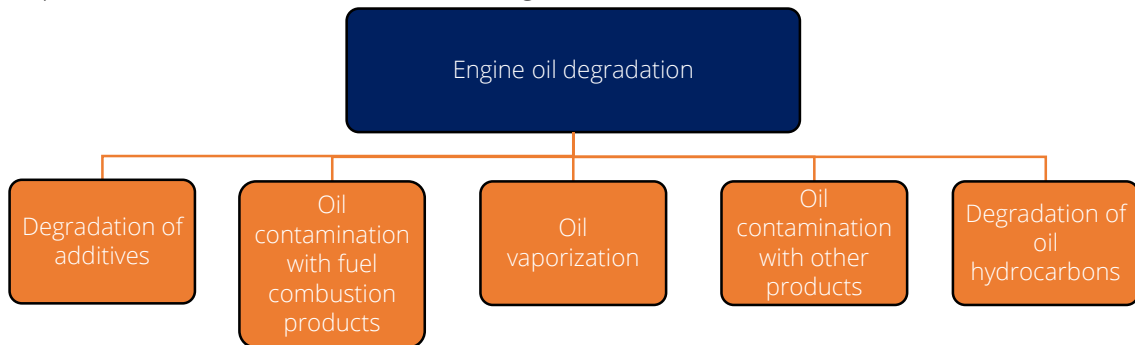 Engine oil degradation
Degradation of
additives
Oil
contamination
with fuel
combustion
products
Oil
vaporization
Oil
contamination
with other
products
Degradation of
oil
hydrocarbons